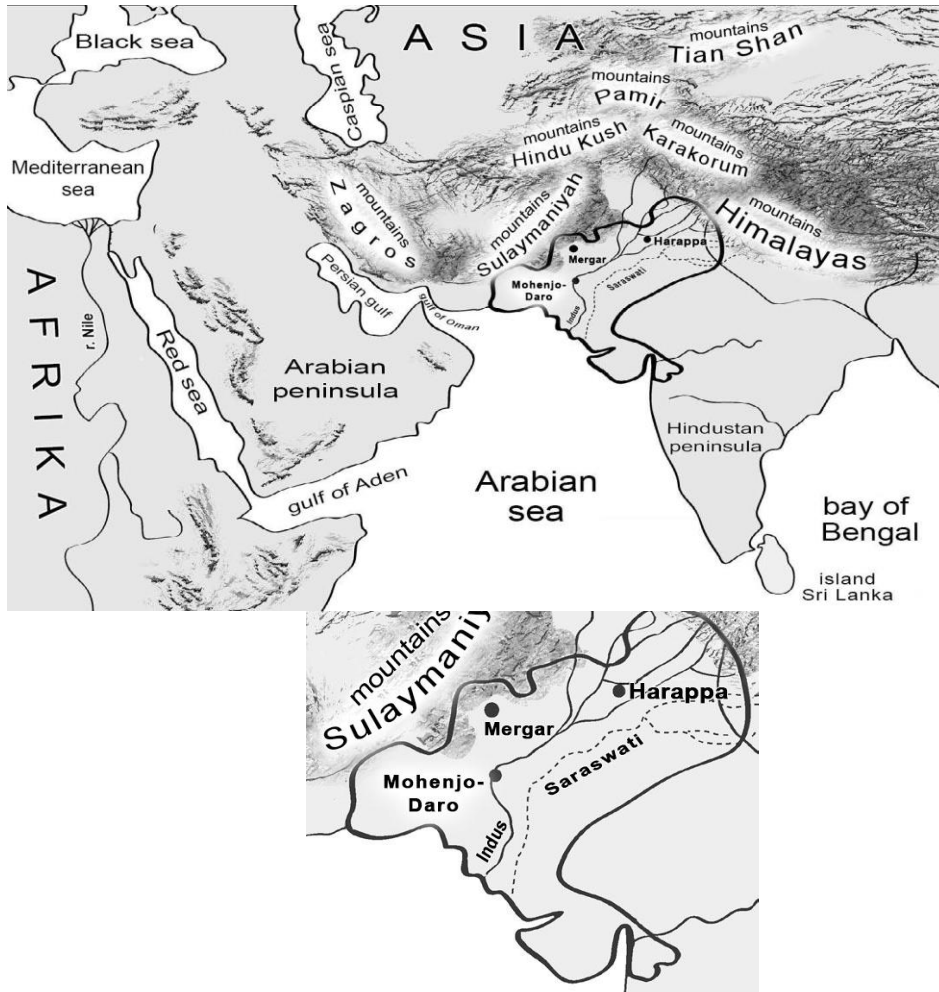 Black sea
Caspian sea
A S I A
mountains
Tian Shan
mountains
Pamir
mountains
Hindu Kush
mountains
Karakorum
Mediterranean
sea
mountains
Zagros
mountains
Sulaymaniyah
mountains
Himalayas
Harappa
Mergar
Mohenjo-
Daro
Indus
Saraswati
Persian gulf
gulf of Oman
A F R I K A
r. Nile
Red sea
Arabian
peninsula
Hindustan
peninsula
gulf of Aden
Arabian
sea
bay of
Bengal
island
Sri Lanka
mountains
Sulaymaniy
Harappa
Mergar
Mohenjo-
Daro
Saraswati
Indus